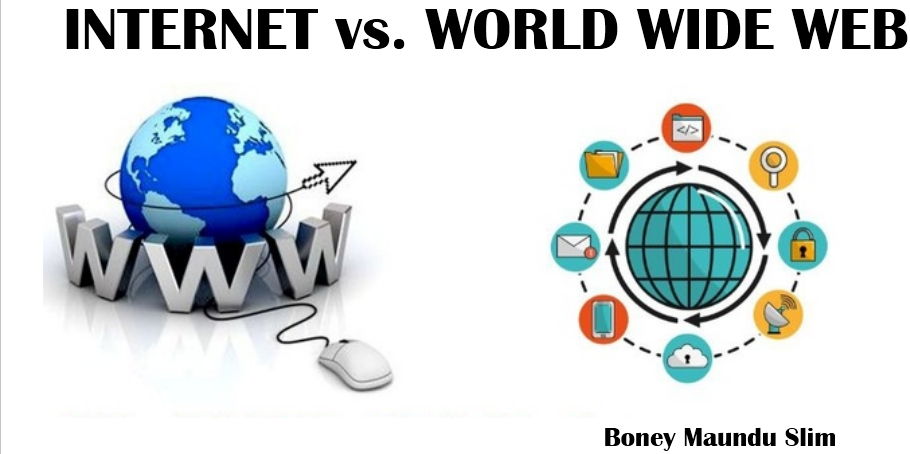 INTERNET vs. WORLD WIDE WEB
WWW
</>
Boney Maundu Slim